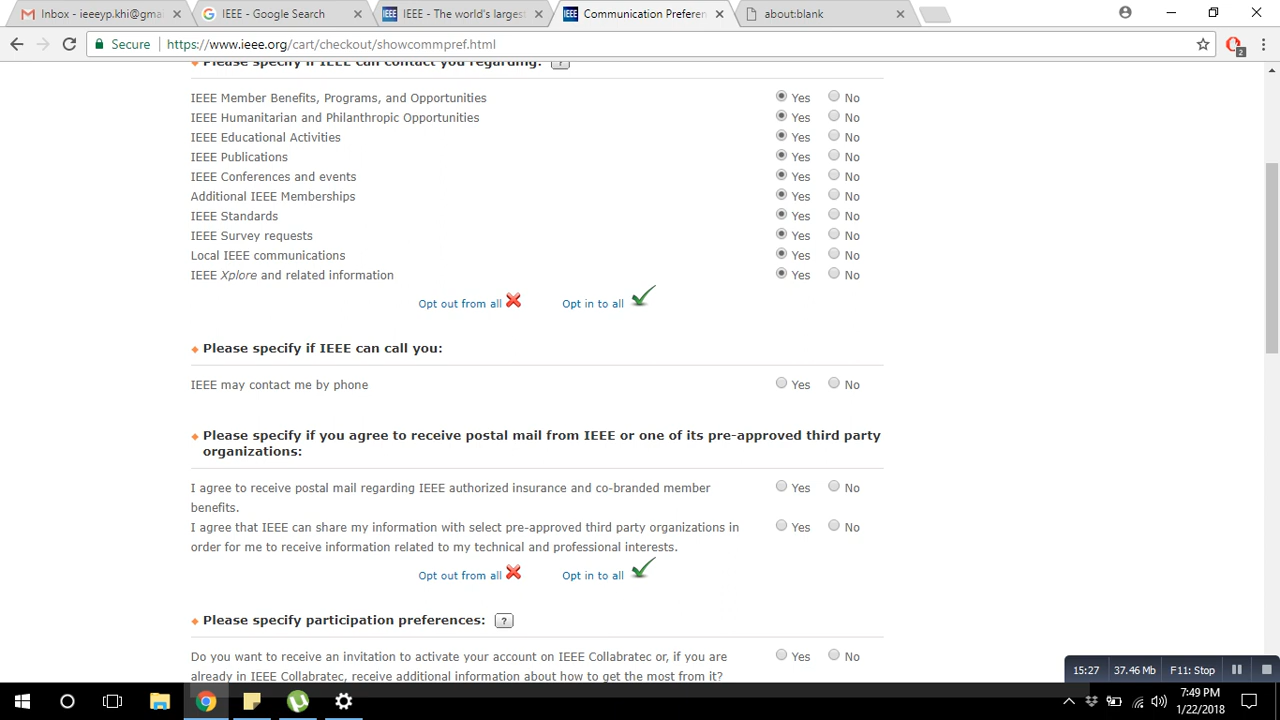 Inbox - ieeeyp.khi@gma
IEEE - Google Search
IEEE - The world's largest
Communication Preferen
about:blank
Secure
https://www.ieee.org/cart/checkout/showcommpref.html
2
Please specify if IEEE can contact you regarding: ?
IEEE Member Benefits, Programs, and Opportunities Yes No
IEEE Humanitarian and Philanthropic Opportunities Yes No
IEEE Educational Activities Yes No
IEEE Publications Yes No
IEEE Conferences and events Yes No
Additional IEEE Memberships Yes No
IEEE Standards Yes No
IEEE Survey requests Yes No
Local IEEE communications Yes No
IEEE Xplore and related information Yes No
Opt out from all Opt in to all
Please specify if IEEE can call you:
IEEE may contact me by phone Yes No
Please specify if you agree to receive postal mail from IEEE or one of its pre-approved third party
organizations:
I agree to receive postal mail regarding IEEE authorized insurance and co-branded member Yes No
benefits.
I agree that IEEE can share my information with select pre-approved third party organizations in Yes No
order for me to receive information related to my technical and professional interests.
Opt out from all Opt in to all
Please specify participation preferences: ?
Do you want to receive an invitation to activate your account on IEEE Collabratec or, if you are Yes No
already in IEEE Collabratec, receive additional information about how to get the most from it?
15:27 37.46 Mb F11: Stop
7:49 PM
1/22/2018